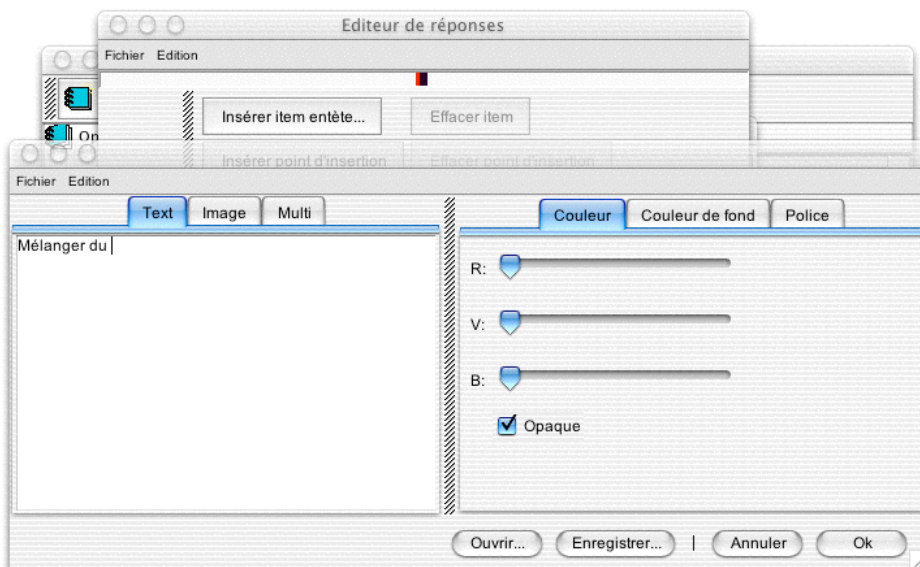 Editeur de réponses
Fichier Edition
Insérer item entète... Effacer item
On
Insérer point d'insertion Effacer point d'insertion
Fichier Edition
Text Image Multi
Couleur Couleur de fond Police
Mélanger du
R:
V:
B:
Opaque
Ouvrir... Enregistrer... | Annuler Ok